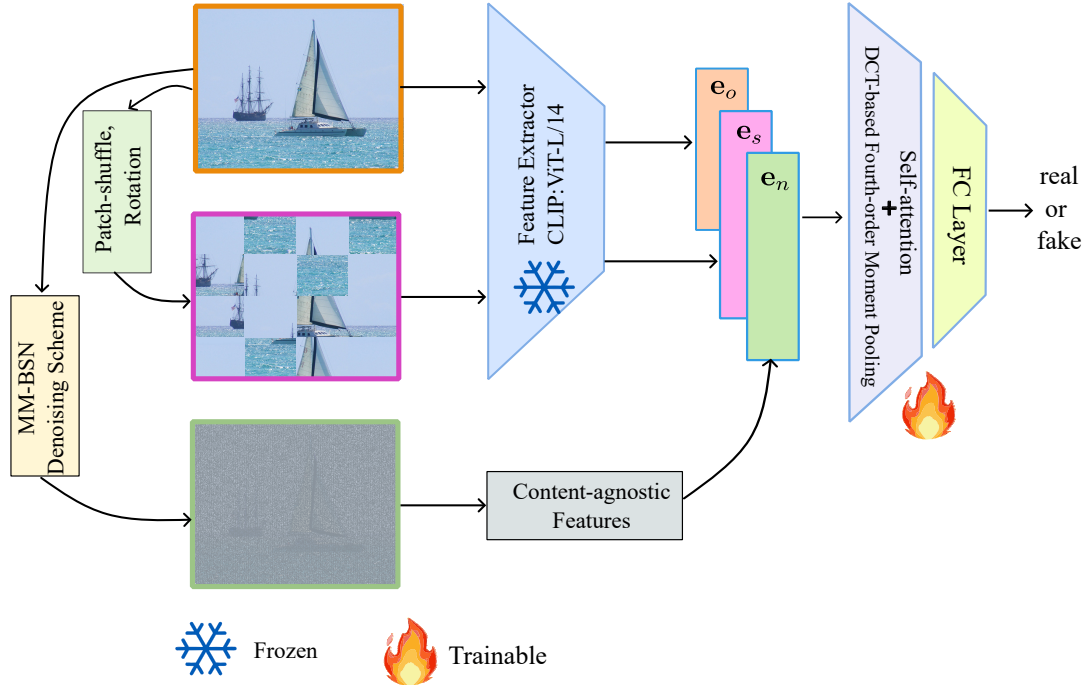 Patch-shuffle,
Rotation
MM-BSN
Denoising Scheme
Feature Extractor
CLIP:ViT-L/14
e_o
e_s
e_n
DCT-based Fourth-order Moment Pooling
+
Self-attention
FC Layer
real
or
fake
Content-agnostic
Features
Frozen
Trainable